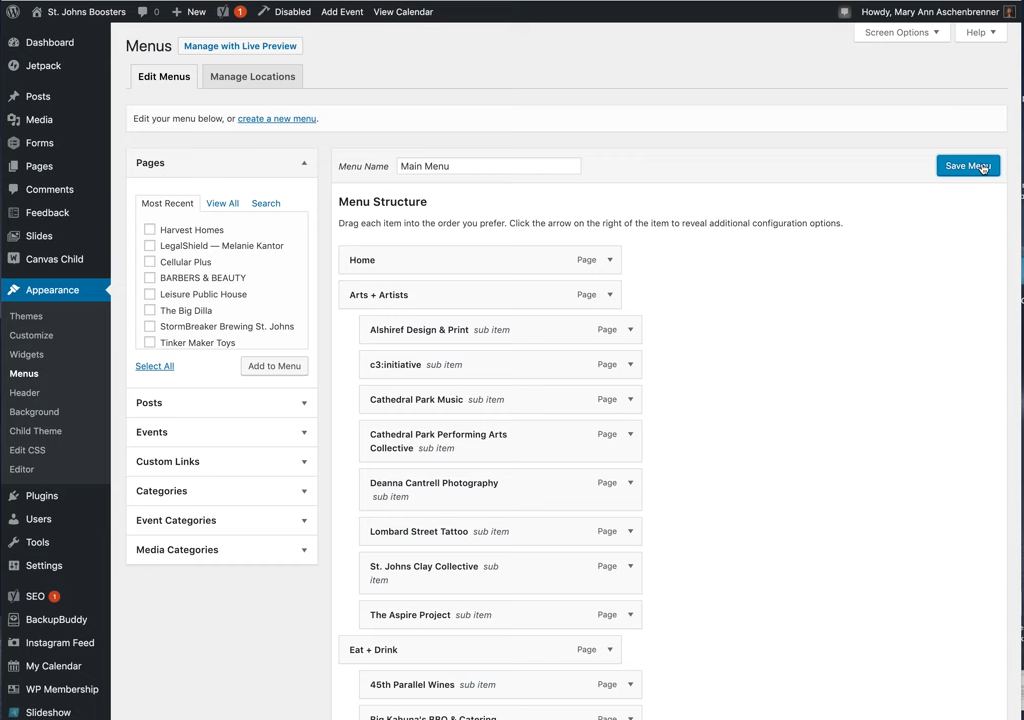 St. Johns Boosters 0 New 1 Disabled Add Event View Calendar Howdy, Mary Ann Aschenbrenner
Screen Options Help
Dashboard
Jetpack
Posts
Media
Forms
Pages
Comments
Feedback
Slides
Canvas Child
Appearance
Themes
Customize
Widgets
Menus
Header
Background
Child Theme
Edit CSS
Editor
Plugins
Users
Tools
Settings
SEO 1
BackupBuddy
Instagram Feed
My Calendar
WP Membership
Slideshow
Menus Manage with Live Preview
Edit Menus Manage Locations
Edit your menu below, or create a new menu.
Pages
Most Recent View All Search
Harvest Homes
LegalShield — Melanie Kantor
Cellular Plus
BARBERS & BEAUTY
Leisure Public House
The Big Dilla
StormBreaker Brewing St. Johns
Tinker Maker Toys
Select All Add to Menu
Posts
Events
Custom Links
Categories
Event Categories
Media Categories
Menu Name Main Menu Save Menu
Menu Structure
Drag each item into the order you prefer. Click the arrow on the right of the item to reveal additional configuration options.
Home Page
Arts + Artists Page
Alshiref Design & Print sub item Page
c3:initiative sub item Page
Cathedral Park Music sub item Page
Cathedral Park Performing Arts Page
Collective sub item
Deanna Cantrell Photography Page
sub item
Lombard Street Tattoo sub item Page
St. Johns Clay Collective sub Page
item
The Aspire Project sub item Page
Eat + Drink Page
45th Parallel Wines sub item Page
Big Kahuna's BBQ & Catering Page